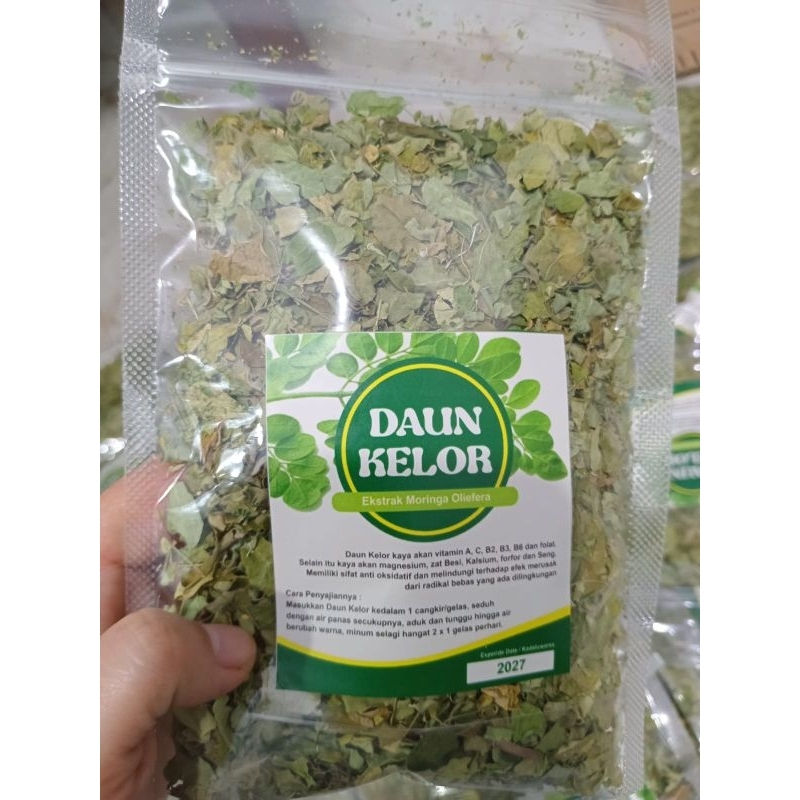 DAUN
KELOR
Ekstrak Moringa Oliefera
Daun Kelor kaya akan vitamin A, C, B2, B3, B6 dan folat.
Selain itu kaya akan magnesium, zat Besi, Kalsium, forfor dan Seng.
Memiliki sifat anti oksidatif dan melindungi terhadap efek merusak
dari radikal bebas yang ada dilingkungan
Cara Penyajiannya :
Masukkan Daun Kelor kedalam 1 cangkir/gelas, seduh
dengan air panas secukupnya, aduk dan tunggu hingga air
berubah warna, minum selagi hangat 2 x 1 gelas perhari.
Date /
2027